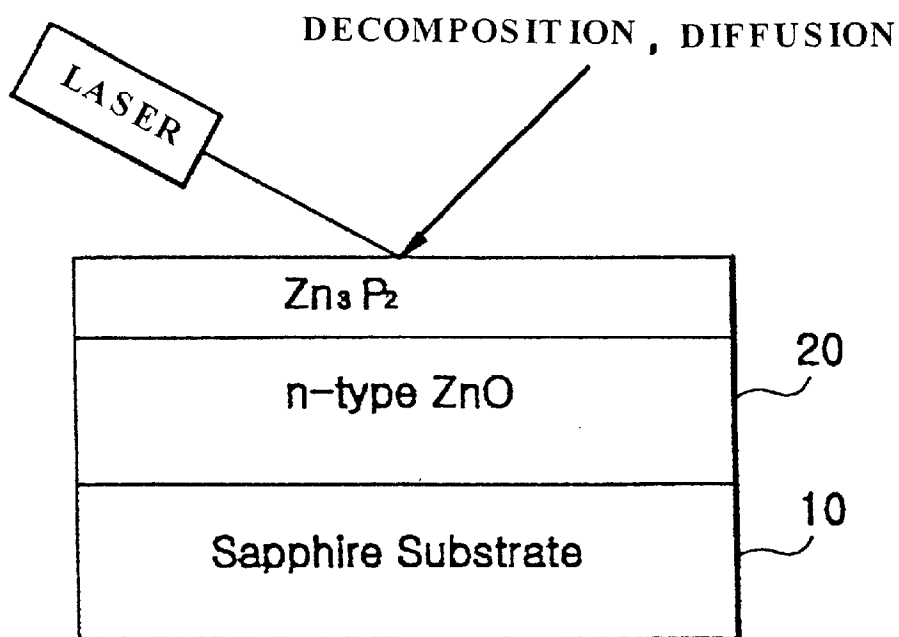 DECOMPOSITION, DIFFUSION
LASER
Zn₃P₂
20
n-type ZnO
10
Sapphire Substrate